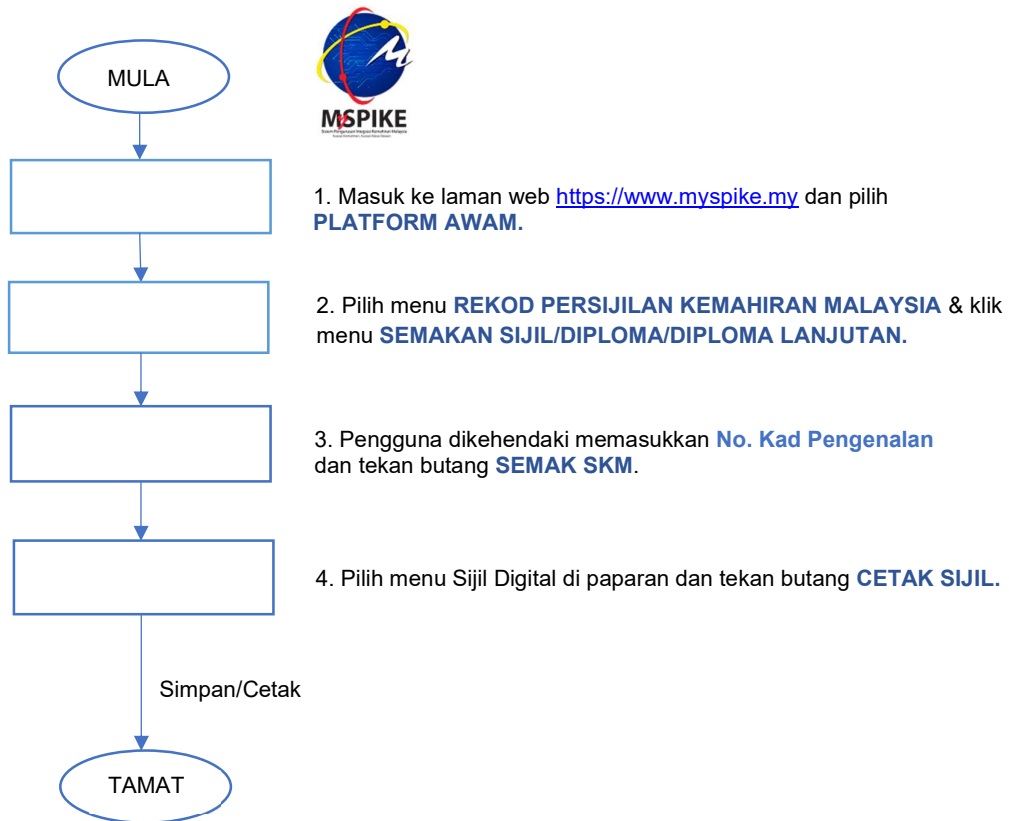 MULA
MySPIKE
1. Masuk ke laman web https://www.myspike.my dan pilih
PLATFORM AWAM.
2. Pilih menu REKOD PERSIJILAN KEMAHIRAN MALAYSIA & klik
menu SEMAKAN SIJIL/DIPLOMA/DIPLOMA LANJUTAN.
3. Pengguna dikehendaki memasukkan No. Kad Pengenalan
dan tekan butang SEMAK SKM.
4. Pilih menu Sijil Digital di paparan dan tekan butang CETAK SIJIL.
Simpan/Cetak
TAMAT